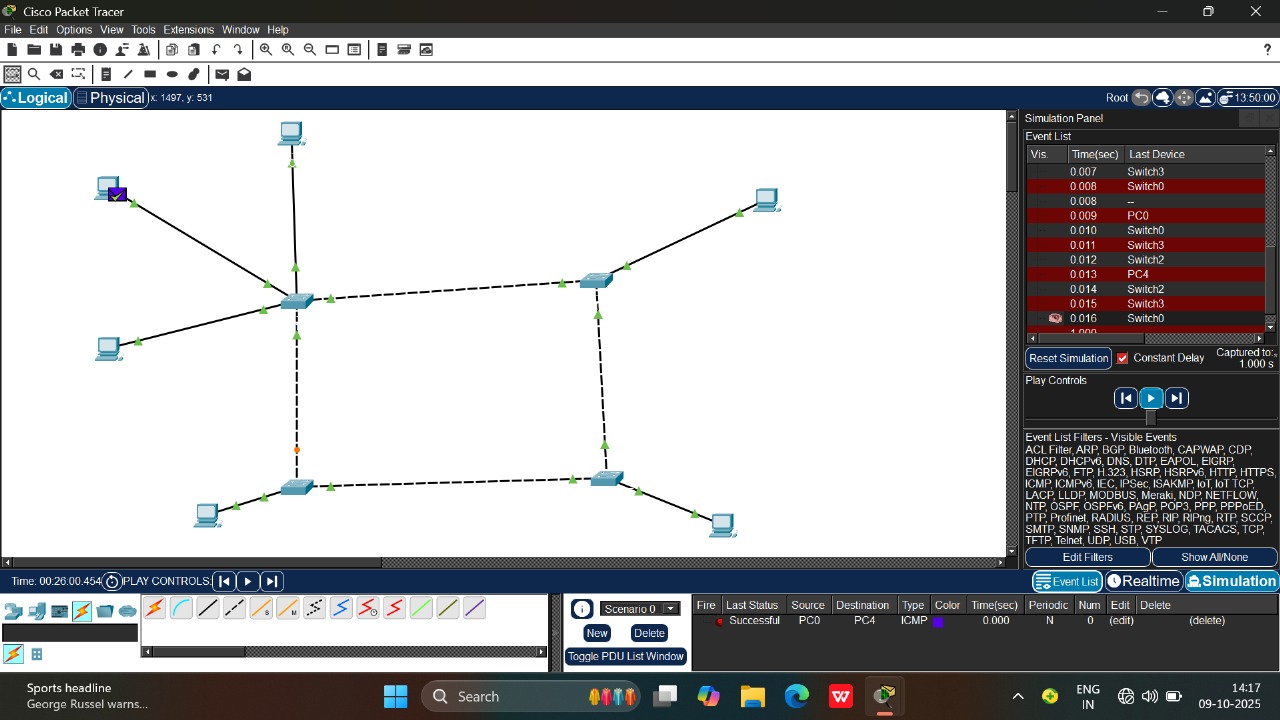 Cisco Packet Tracer
File Edit Options View Tools Extensions Window Help
?
Logical Physical x: 1497, y: 531 Root 13:50:00
Simulation Panel
Event List
Vis. Time(sec) Last Device
0.007 Switch3
0.008 Switch0
0.008 --
0.009 PC0
0.010 Switch0
0.011 Switch3
0.012 Switch2
0.013 PC4
0.014 Switch2
0.015 Switch3
0.016 Switch0
1.000
Reset Simulation Constant Delay Captured to:
1.000 s
Play Controls
Event List Filters - Visible Events
ACL Filter, ARP, BGP, Bluetooth, CAPWAP, CDP,
DHCP, DHCPv6, DNS, DTP, EAPOL, EIGRP,
EIGRPv6, FTP, H.323, HSRP, HSRPv6, HTTP, HTTPS,
ICMP, ICMPv6, IEC, IPSec, ISAKMP, IoT, IoT TCP,
LACP, LLDP, MODBUS, Meraki, NDP, NETFLOW,
NTP, OSPF, OSPFv6, PAgP, POP3, PPP, PPPoED,
PTP, Profinet, RADIUS, REP, RIP, RIPng, RTP, SCCP,
SMTP, SNMP, SSH, STP, SYSLOG, TACACS, TCP,
TFTP, Telnet, UDP, USB, VTP
Edit Filters Show All/None
Time: 00:26:00.454 PLAY CONTROLS: Event List Realtime Simulation
S M
Scenario 0
New Delete
Toggle PDU List Window
Fire Last Status Source Destination Type Color Time(sec) Periodic Num Edit Delete
Successful PC0 PC4 ICMP 0.000 N 0 (edit) (delete)
Sports headline
George Russel warns...
Search
W
ENG
IN
14:17
09-10-2025